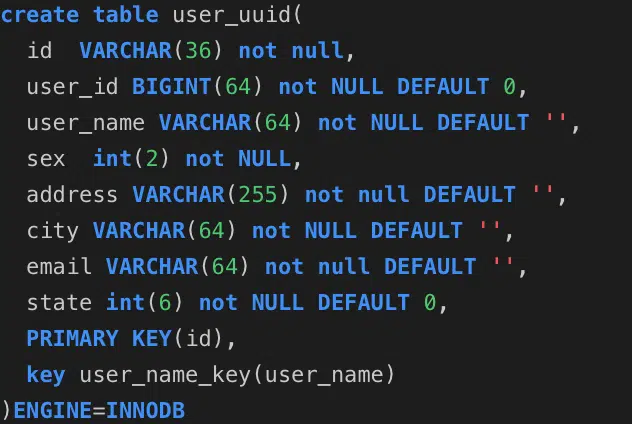 create table user_uuid(
  id  VARCHAR(36) not null,
  user_id BIGINT(64) not NULL DEFAULT 0,
  user_name VARCHAR(64) not NULL DEFAULT '',
  sex  int(2) not NULL,
  address VARCHAR(255) not null DEFAULT '',
  city VARCHAR(64) not NULL DEFAULT '',
  email VARCHAR(64) not null DEFAULT '',
  state int(6) not NULL DEFAULT 0,
  PRIMARY KEY(id),
  key user_name_key(user_name)
)ENGINE=INNODB